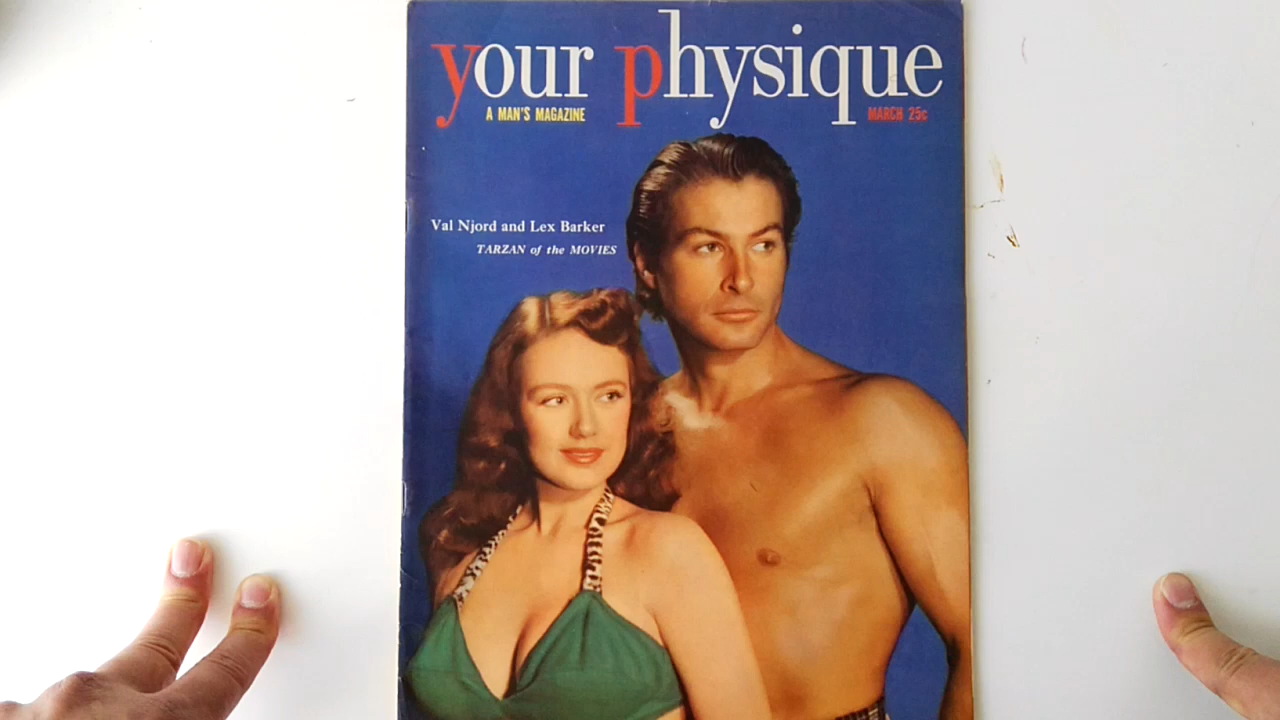 your physique
A MAN'S MAGAZINE
MARCH 25c
Val Njord and Lex Barker
TARZAN of the MOVIES